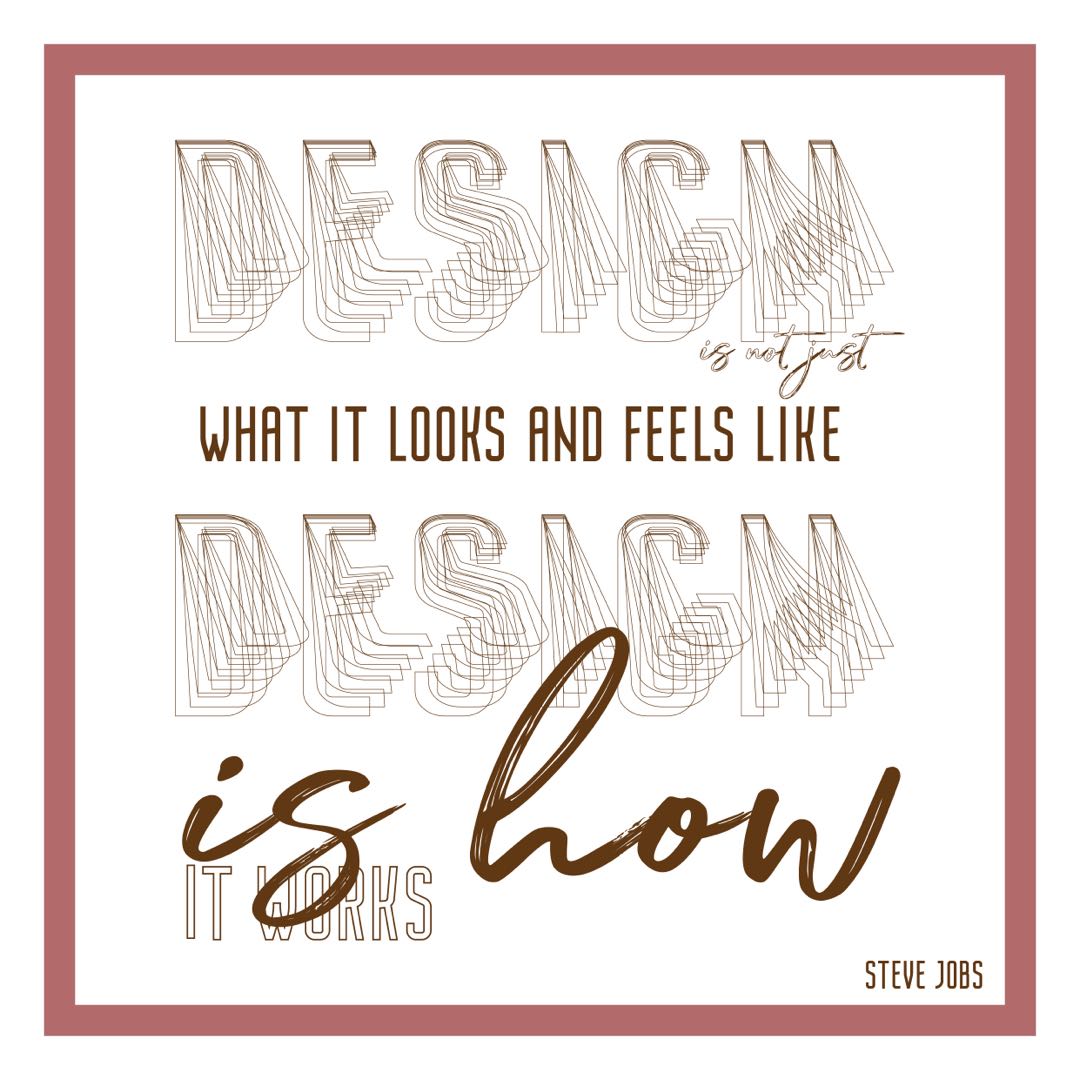 DESIGN
is not just
WHAT IT LOOKS AND FEELS LIKE
DESIGN
is how
IT WORKS
STEVE JOBS